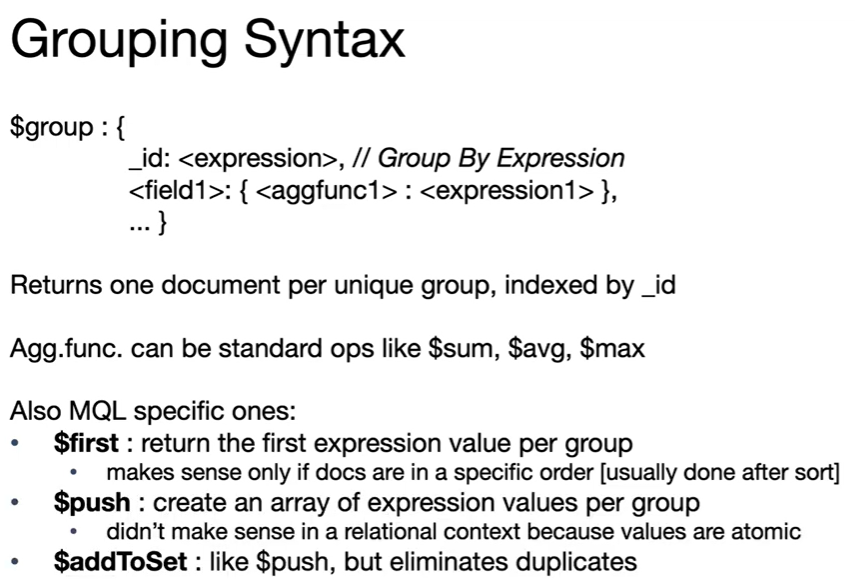 Grouping Syntax
$group : {
_id: <expression>, // Group By Expression
<field1>: { <aggfunc1> : <expression1> },
... }
Returns one document per unique group, indexed by _id
Agg.func. can be standard ops like $sum, $avg, $max
Also MQL specific ones:
• $first : return the first expression value per group
• makes sense only if docs are in a specific order [usually done after sort]
• $push : create an array of expression values per group
• didn’t make sense in a relational context because values are atomic
• $addToSet : like $push, but eliminates duplicates